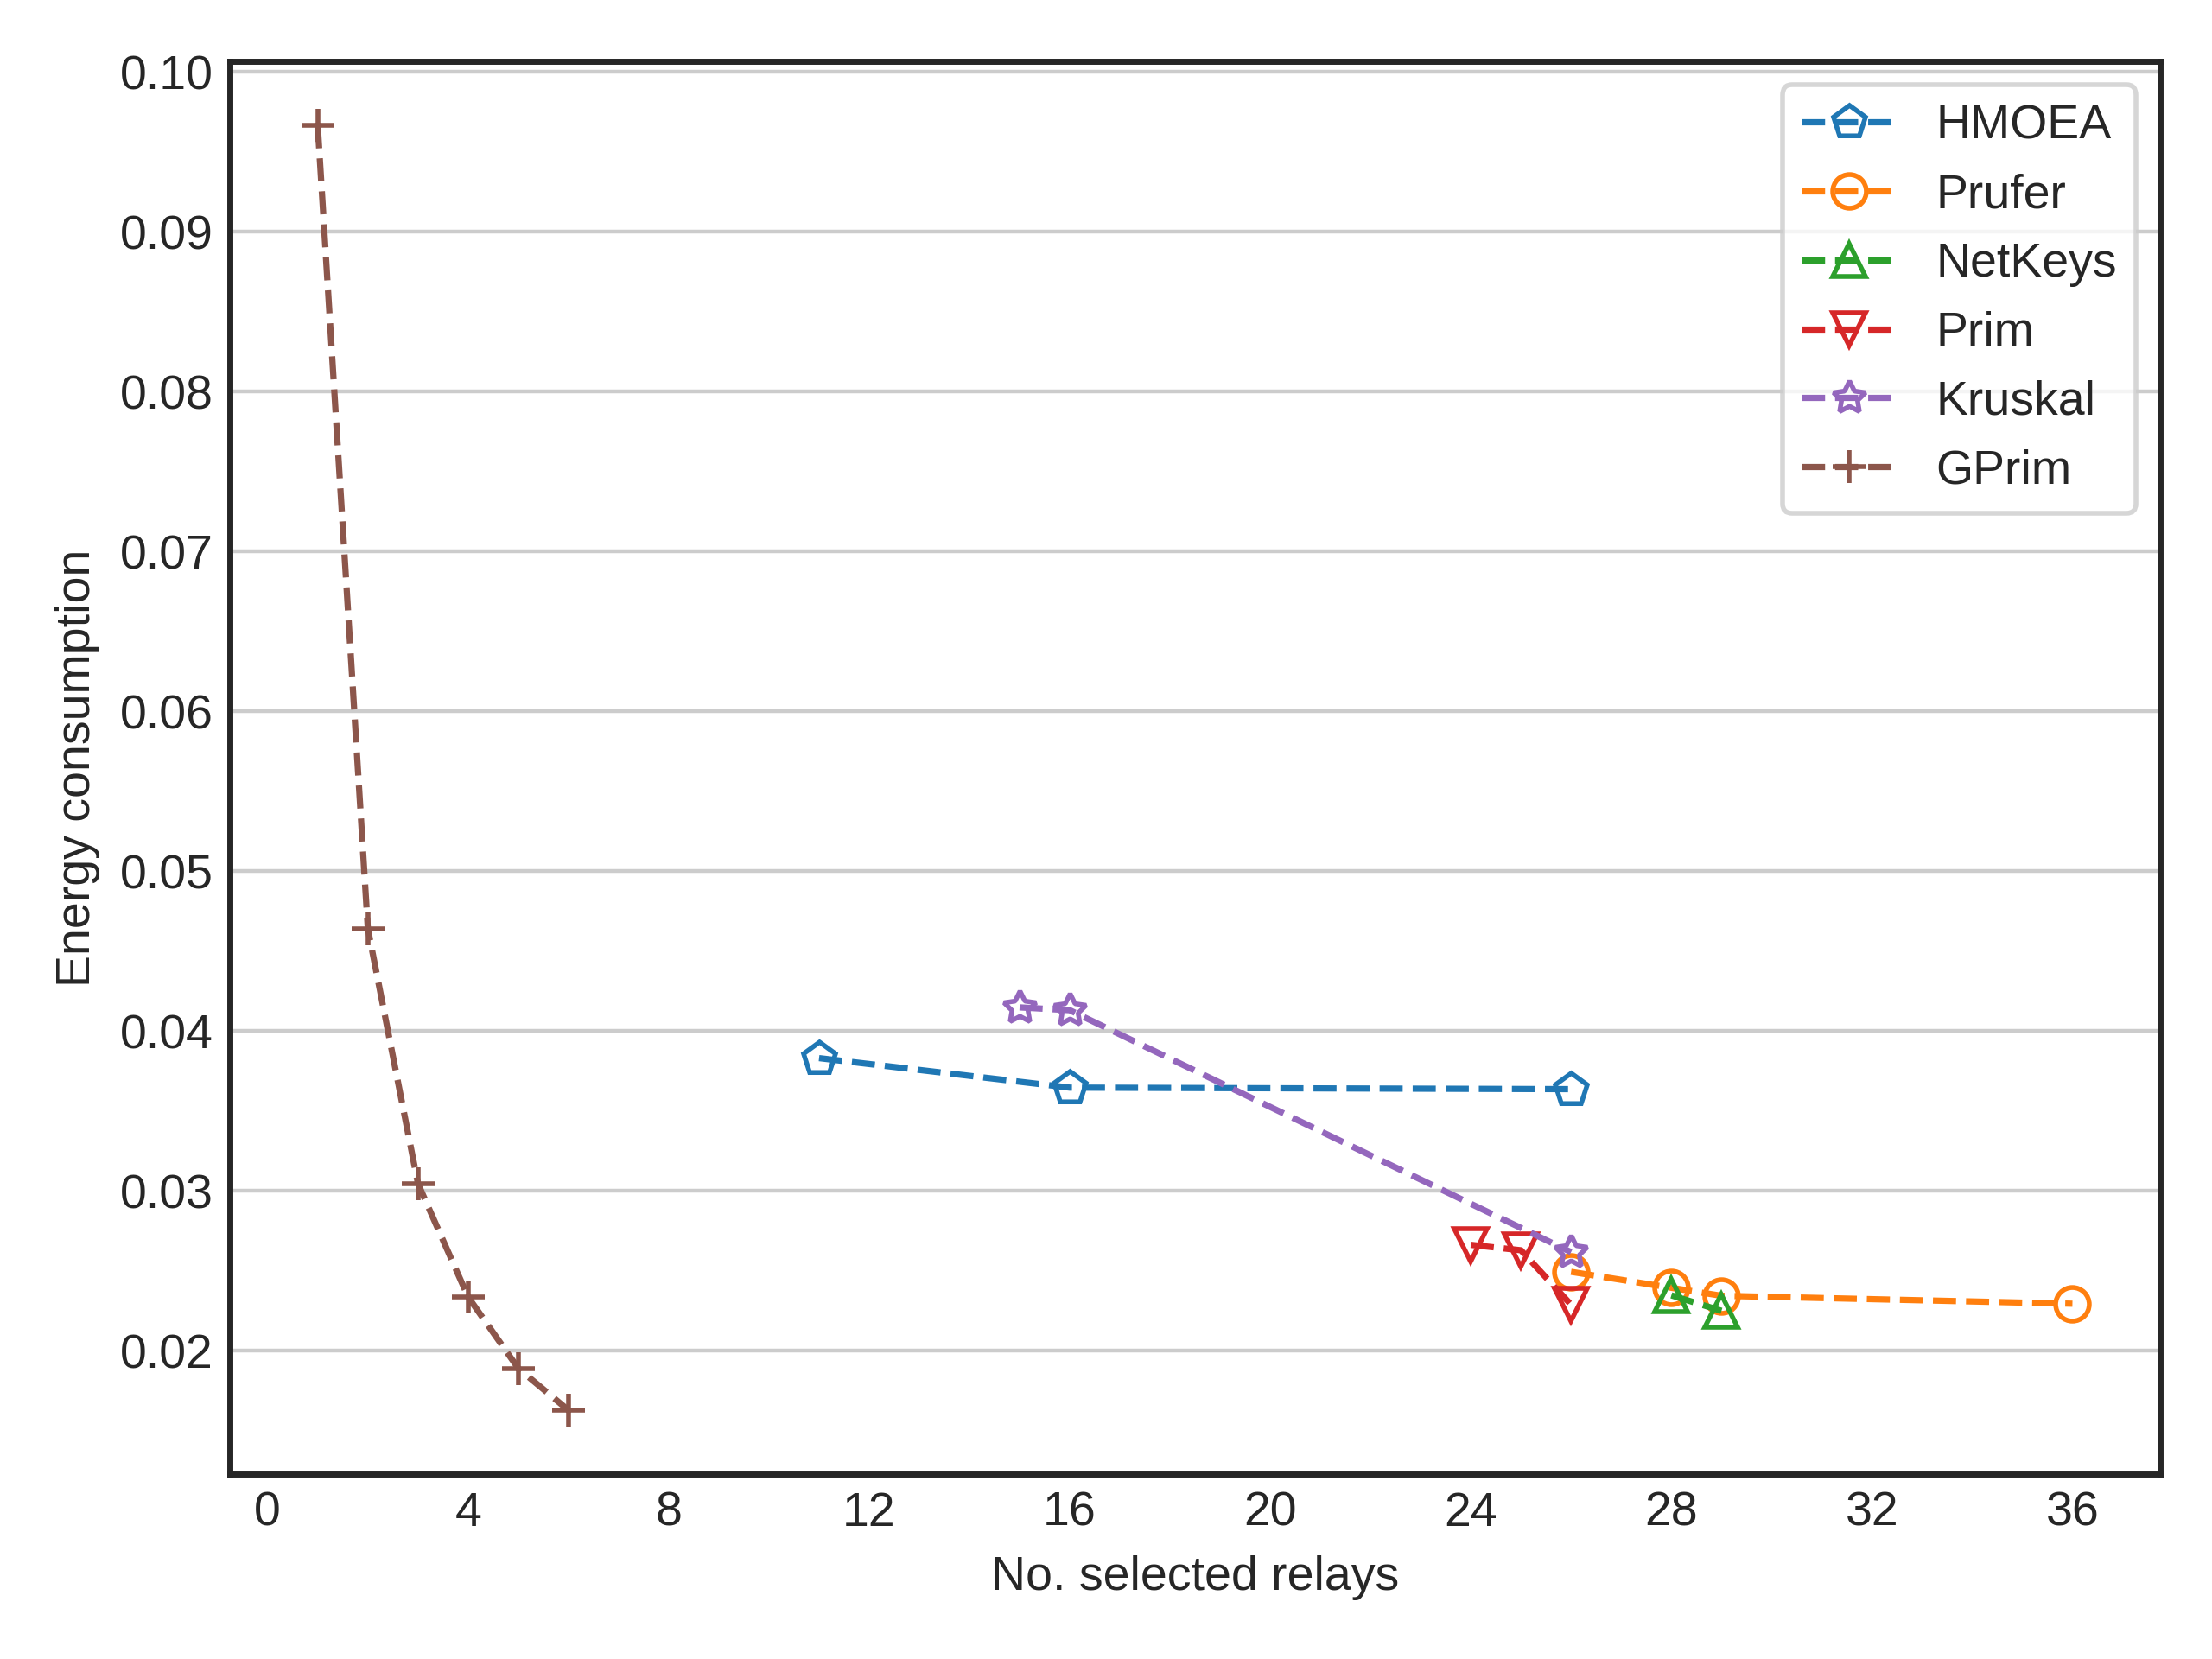 0.10
0.09
0.08
0.07
0.06
0.05
0.04
0.03
0.02
Energy consumption
HMOEA
Prufer
NetKeys
Prim
Kruskal
GPrim
0 4 8 12 16 20 24 28 32 36
No. selected relays